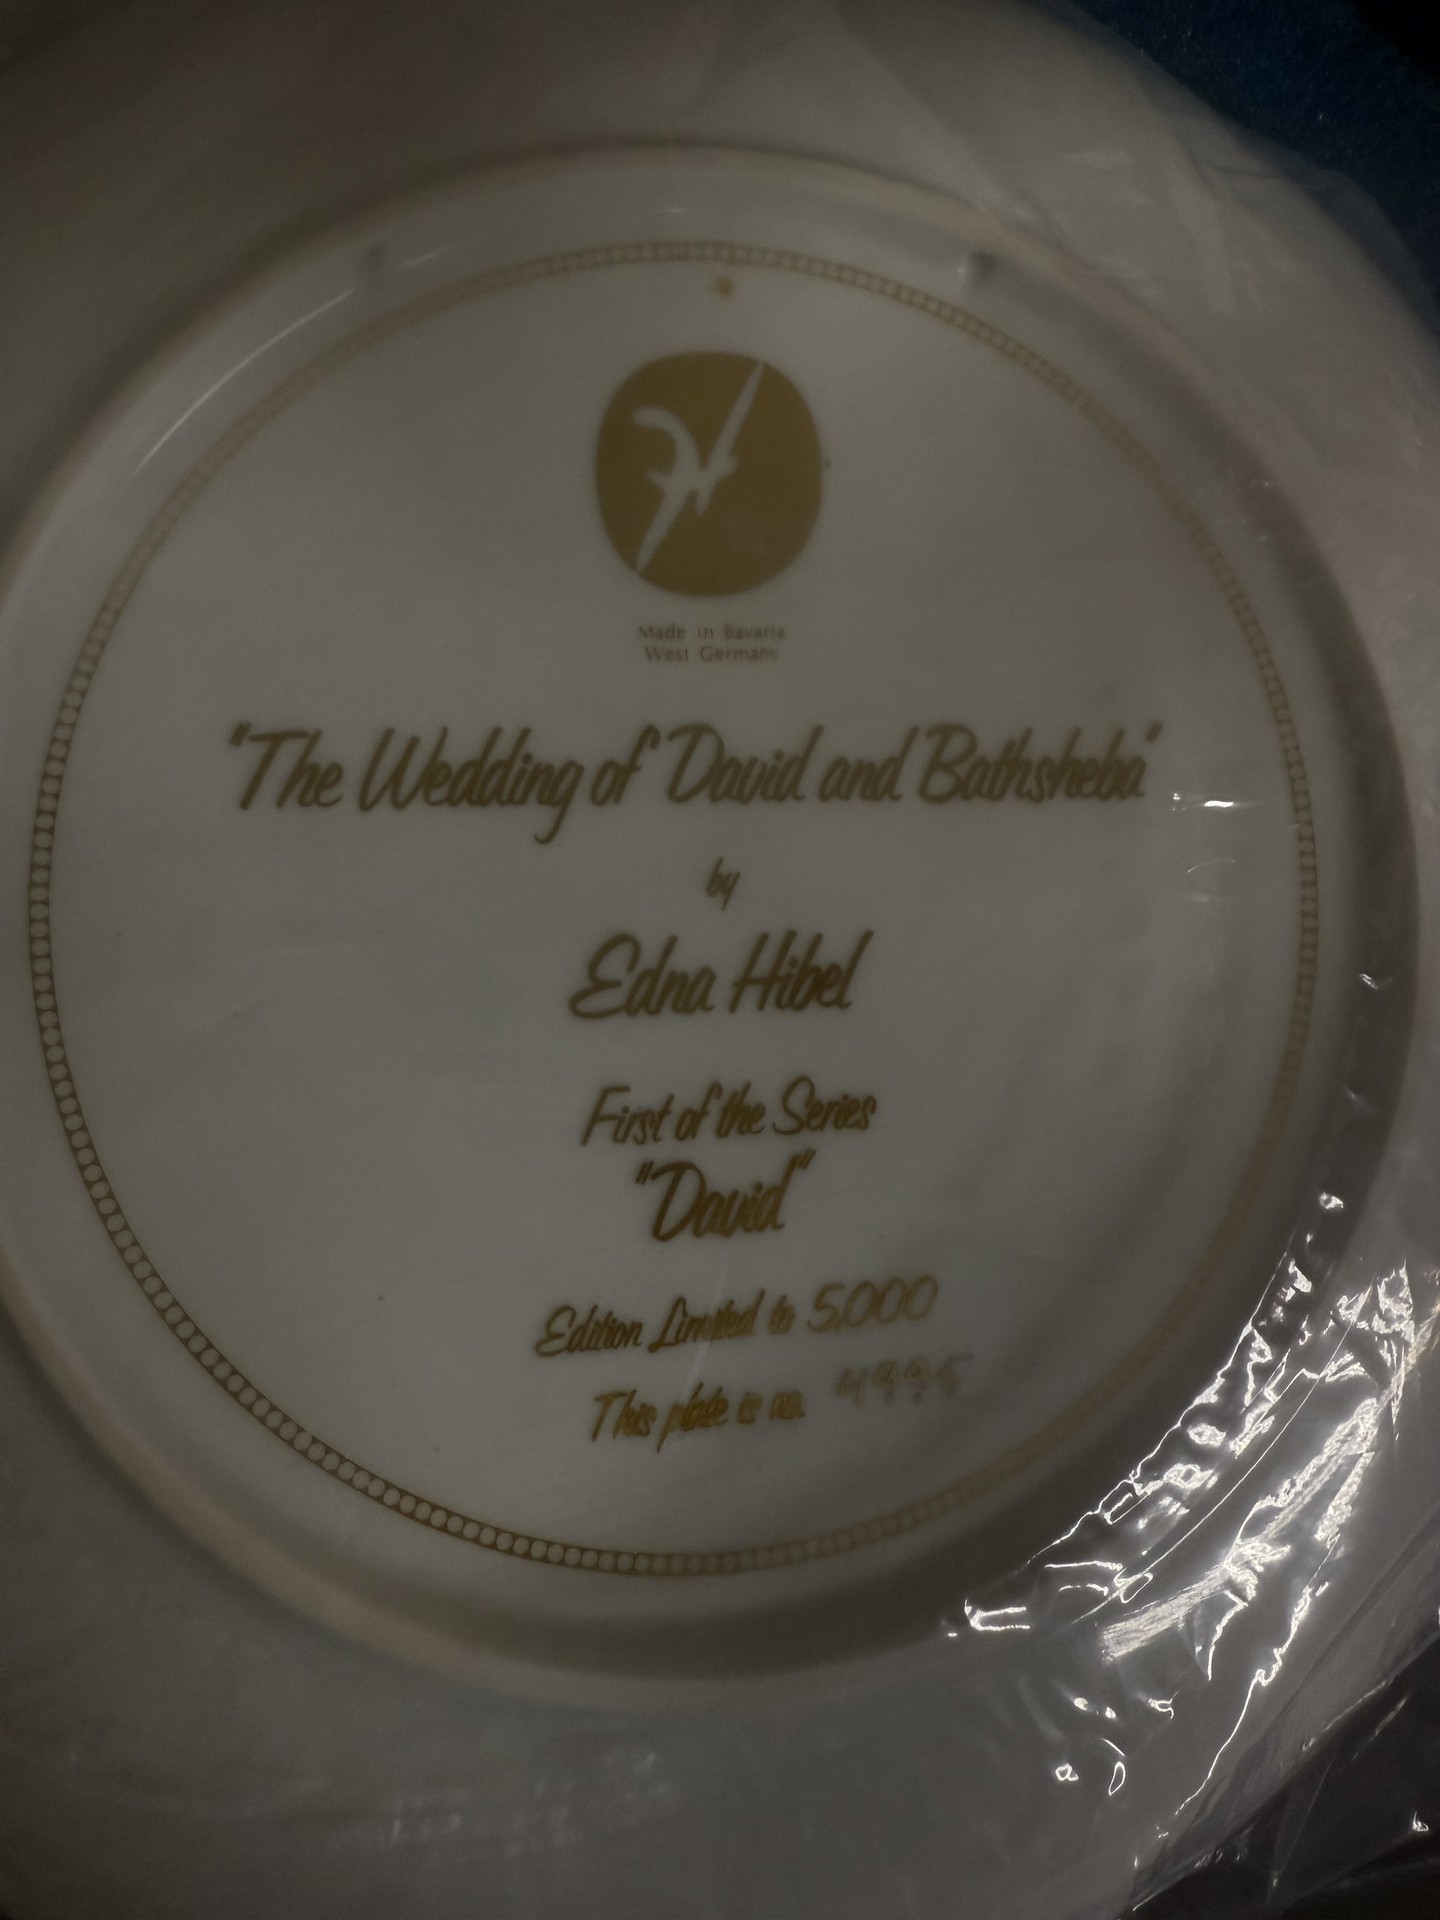 Made in Bavaria
West Germany
"The Wedding of David and Bathsheba"
by
Edna Hibel
First of the Series
"David"
Edition Limited to 5,000
This plate is no. 4995